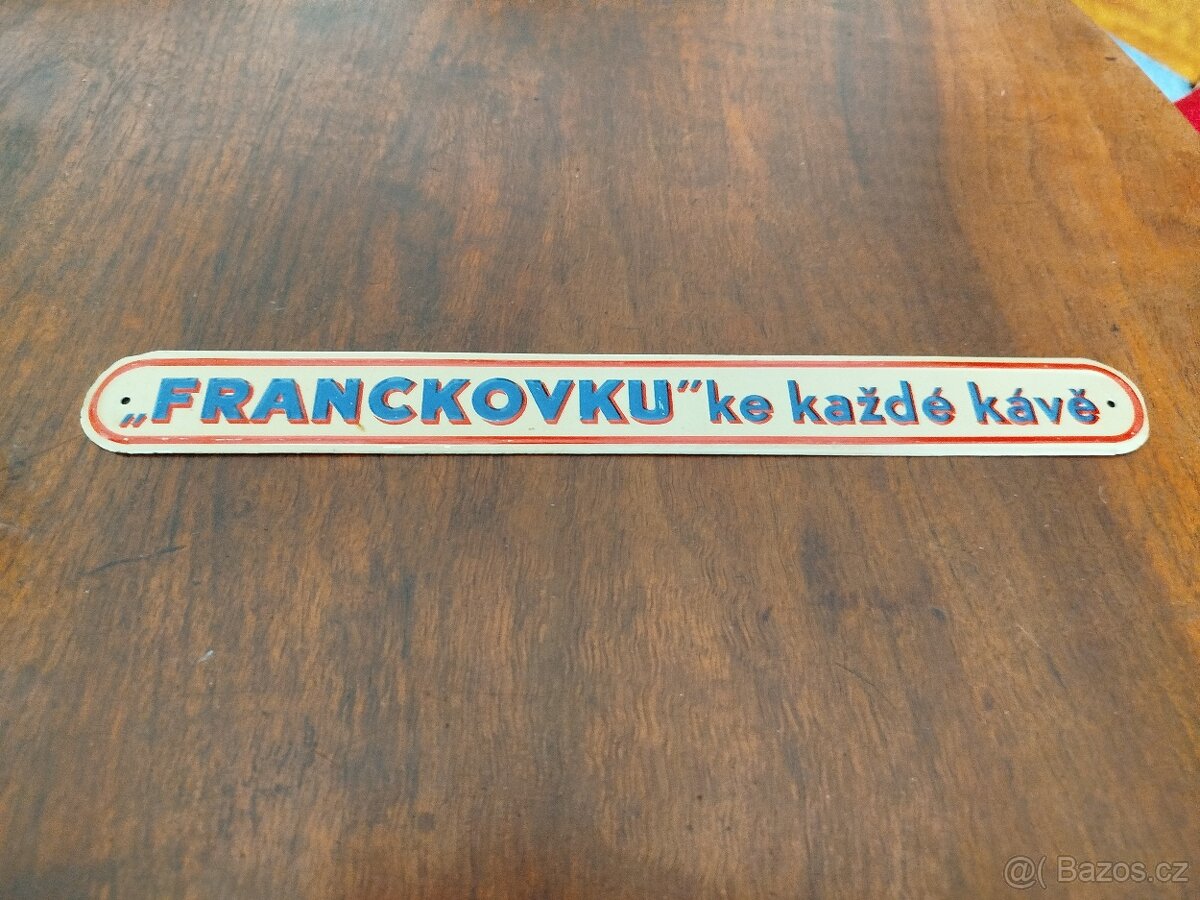 „FRANCKOVKU” ke každé kávě
@( Bazos.cz